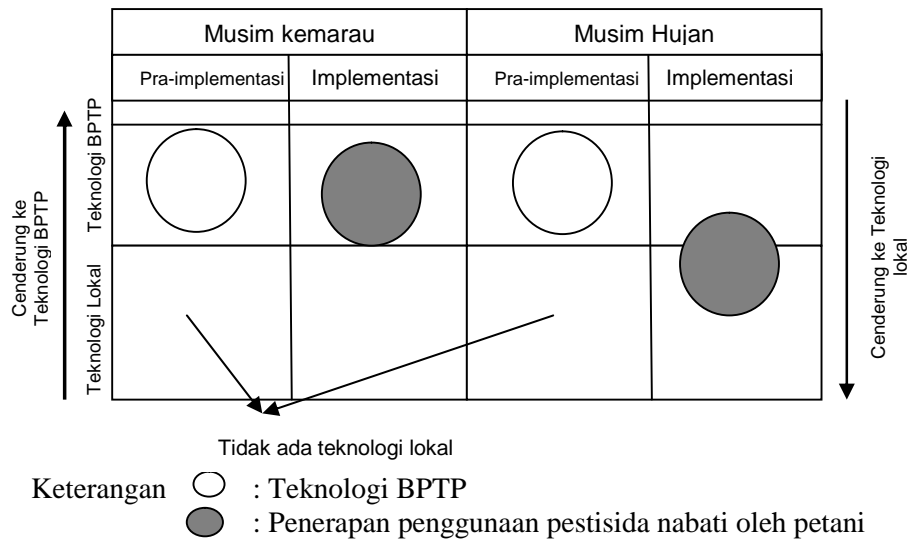 Musim kemarau
Musim Hujan
Pra-implementasi
Implementasi
Pra-implementasi
Implementasi
Cenderung ke
Teknologi BPTP
Teknologi BPTP
Teknologi Lokal
Cenderung ke Teknologi
lokal
Tidak ada teknologi lokal
Keterangan : Teknologi BPTP
: Penerapan penggunaan pestisida nabati oleh petani